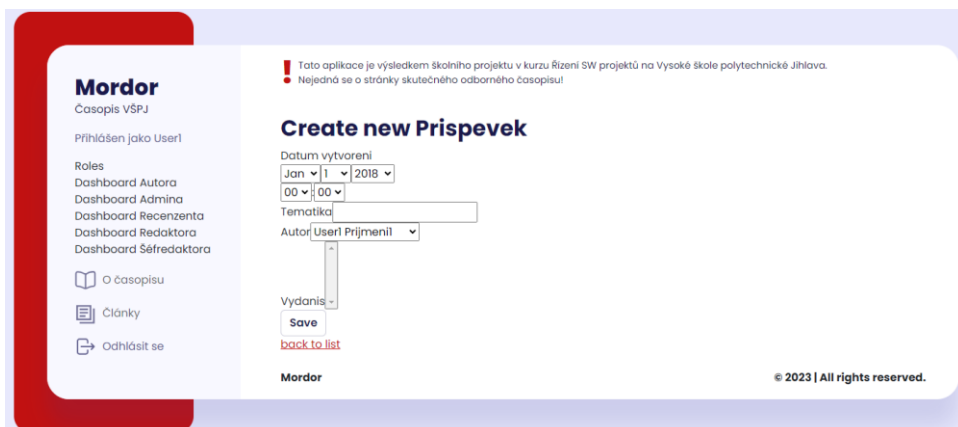 Tato aplikace je výsledkem školního projektu v kurzu Řízení SW projektů na Vysoké škole polytechnické Jihlava.
Nejedná se o stránky skutečného odborného časopisu!
Mordor
Časopis VŠPJ
Přihlášen jako User1
Roles
Dashboard Autora
Dashboard Admina
Dashboard Recenzenta
Dashboard Redaktora
Dashboard Šéfredaktora
O časopisu
Články
Odhlásit se
Create new Prispevek
Datum vytvoreni
Jan 1 2018
00 : 00
Tematika
Autor User1 Prijmeni1
Vydanis
Save
back to list
Mordor © 2023 | All rights reserved.